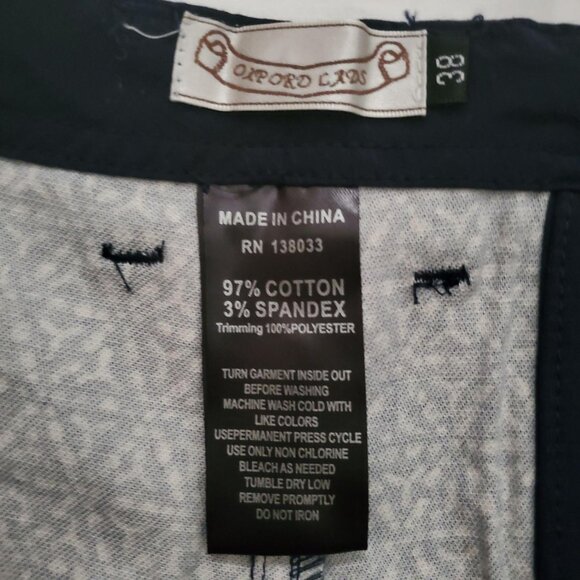 OXFORD LADS
38
MADE IN CHINA
RN 138033
97% COTTON
3% SPANDEX
Trimming 100%POLYESTER
TURN GARMENT INSIDE OUT
BEFORE WASHING
MACHINE WASH COLD WITH
LIKE COLORS
USEPERMANENT PRESS CYCLE
USE ONLY NON CHLORINE
BLEACH AS NEEDED
TUMBLE DRY LOW
REMOVE PROMPTLY
DO NOT IRON